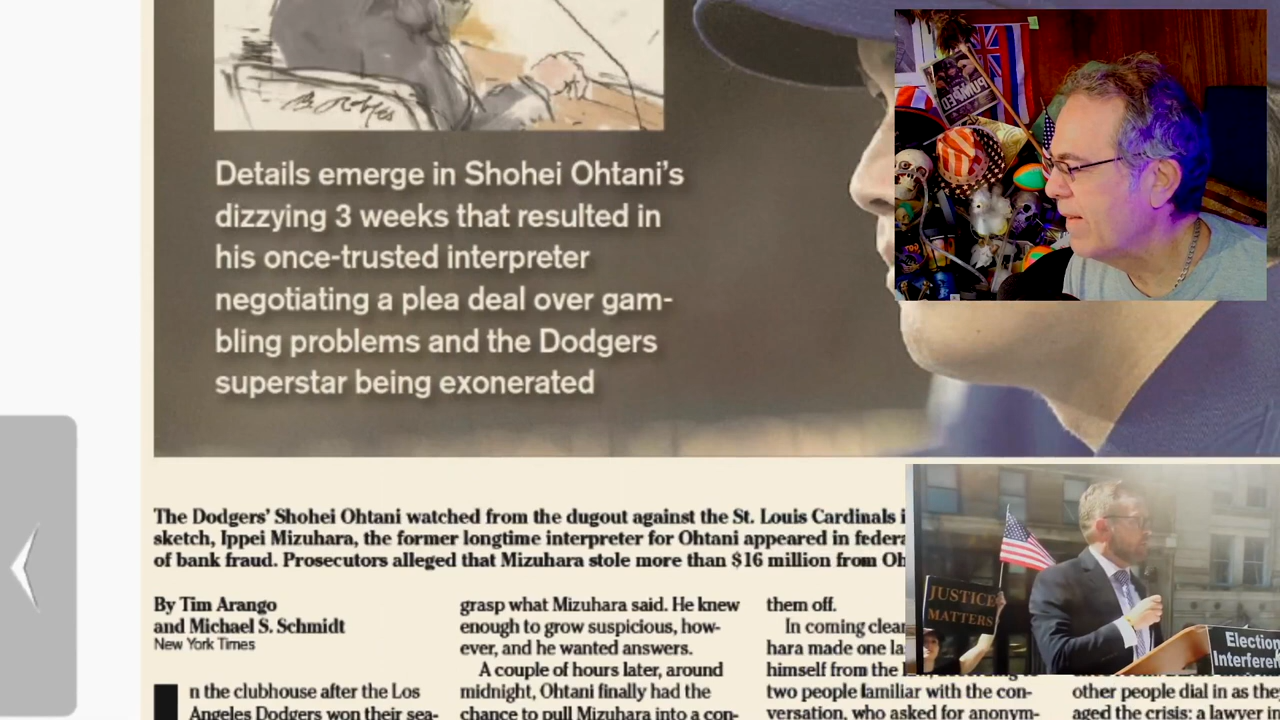 Details emerge in Shohei Ohtani's
dizzying 3 weeks that resulted in
his once-trusted interpreter
negotiating a plea deal over gam-
bling problems and the Dodgers
superstar being exonerated
The Dodgers' Shohei Ohtani watched from the dugout against the St. Louis Cardinals
sketch, Ippei Mizuhara, the former longtime interpreter for Ohtani appeared in
of bank fraud. Prosecutors alleged that Mizuhara stole more than $16 million from
By Tim Arango
and Michael S. Schmidt
New York Times
n the clubhouse after the Los
Angeles Dodgers won their sea-
grasp what Mizuhara said. He knew
enough to grow suspicious, how-
ever, and he wanted answers.
A couple of hours later, around
midnight, Ohtani finally had the
chance to pull Mizuhara into a con-
them off.
In coming clear
hara made one la
himself from the
two people familiar with the con-
versation, who asked for anonym-
other people dial in as the
aged the crisis: a lawyer in
JUSTICE
MATTERS
Election
Interferen